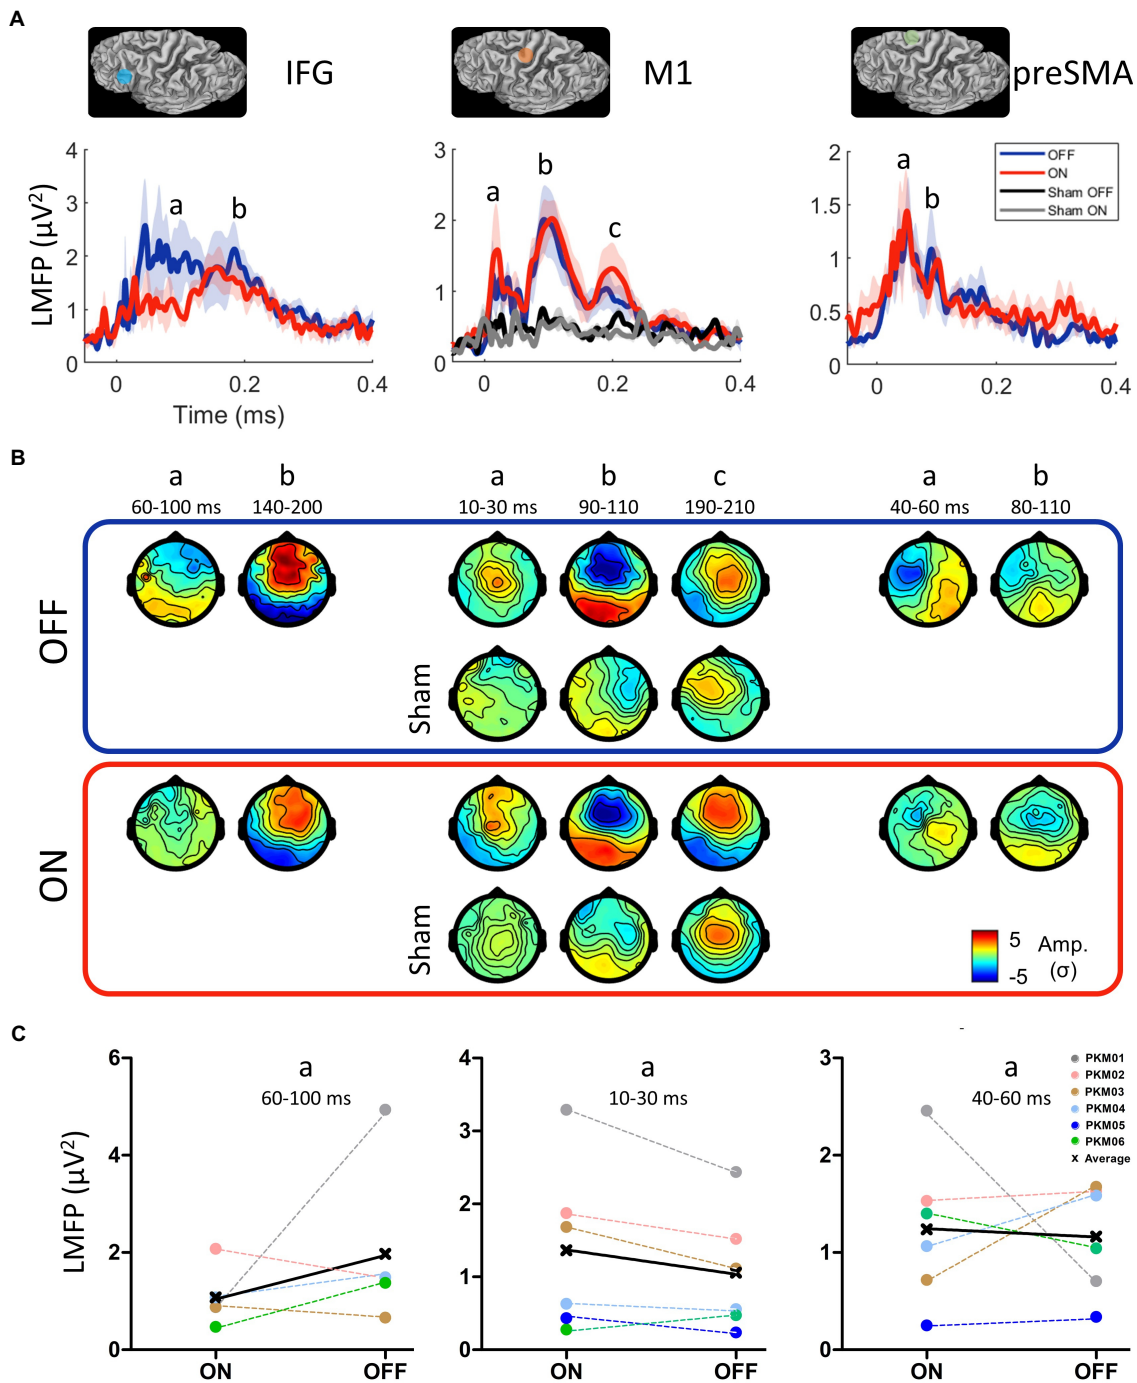 A
IFG
M1
preSMA
4
3
2
1
0
LMFP (µV²)
a
b
0
0.2
0.4
Time (ms)
3
2
1
0
a
b
c
0
0.2
0.4
2
1.5
1
0.5
0
a
b
0
0.2
0.4
OFF
ON
Sham OFF
Sham ON
B
a
b
a
b
c
a
b
60-100 ms
140-200
10-30 ms
90-110
190-210
40-60 ms
80-110
OFF
Sham
ON
Sham
5
-5
Amp.
(σ)
C
6
4
2
0
LMFP (µV²)
a
60-100 ms
ON
OFF
4
3
2
1
0
a
10-30 ms
ON
OFF
3
2
1
0
a
40-60 ms
ON
OFF
PKM01
PKM02
PKM03
PKM04
PKM05
PKM06
x Average